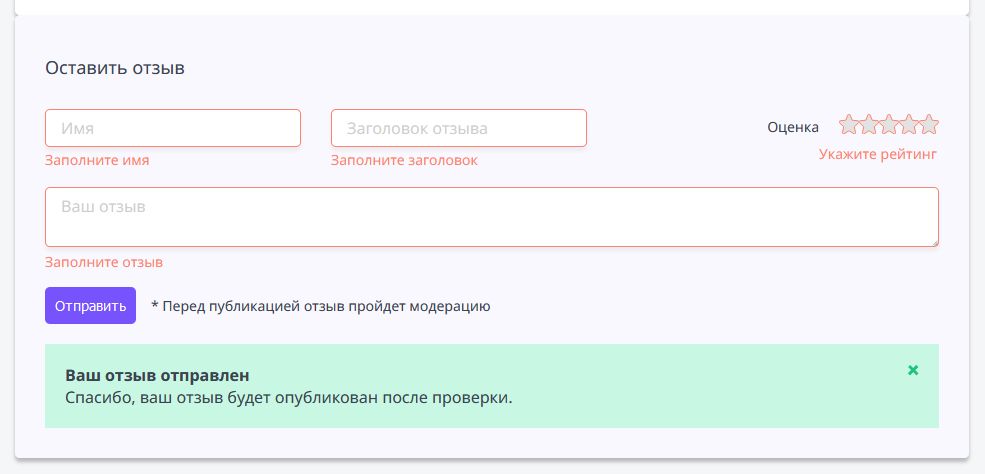 Оставить отзыв
Имя
Заголовок отзыва
Оценка
Заполните имя
Заполните заголовок
Укажите рейтинг
Ваш отзыв
Заполните отзыв
Отправить
* Перед публикацией отзыв пройдет модерацию
Ваш отзыв отправлен
Спасибо, ваш отзыв будет опубликован после проверки.